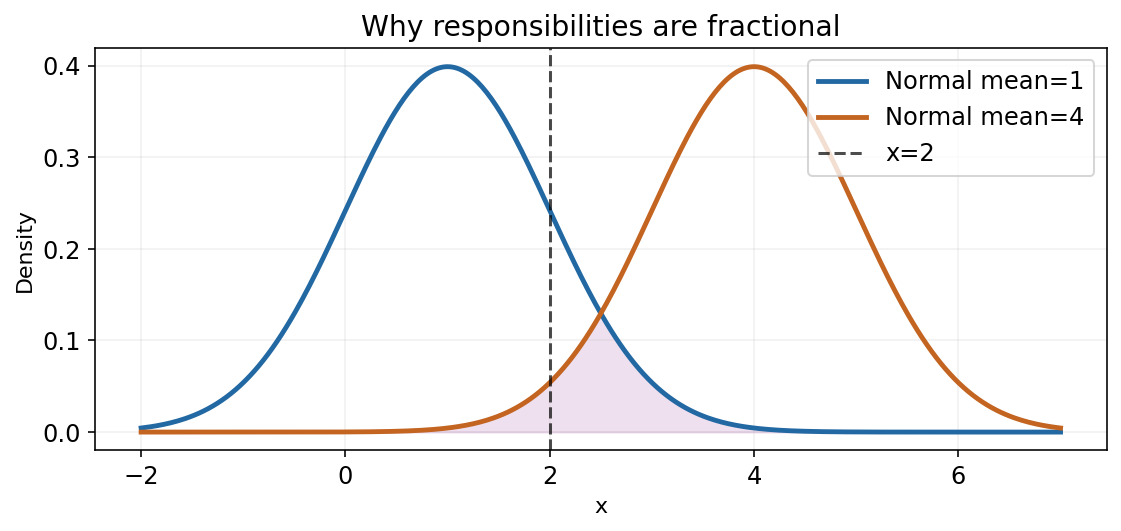 Why responsibilities are fractional
Normal mean=1
Normal mean=4
x=2
Density
0.4
0.3
0.2
0.1
0.0
−2
0
2
4
6
x